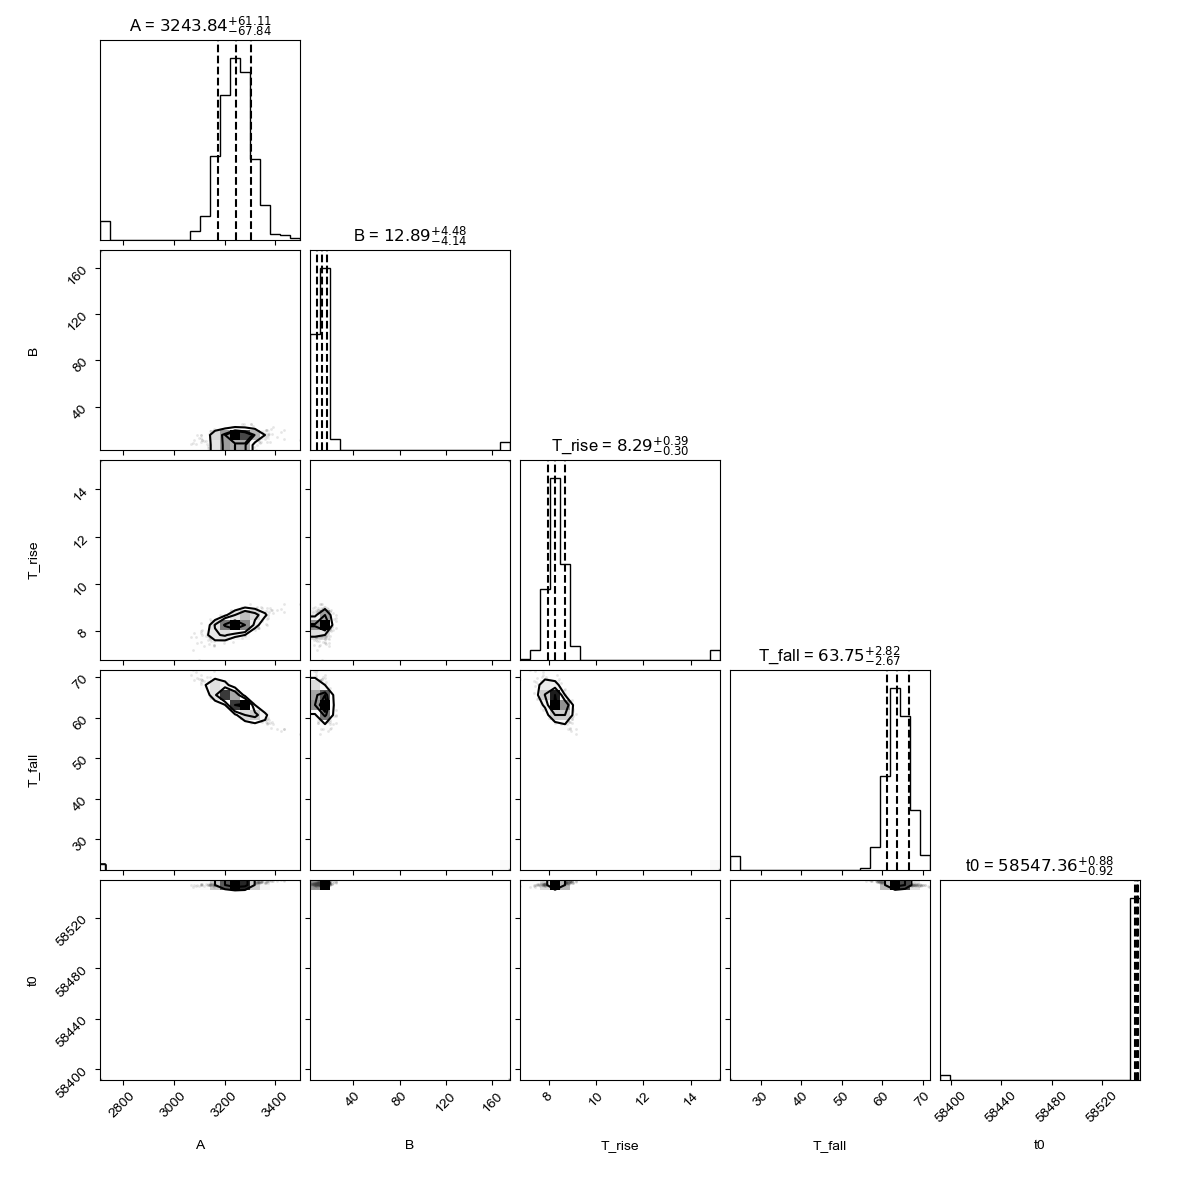 A = 3243.84+61.11−67.84
B = 12.89+4.48−4.14
160
120
80
40
B
T_rise = 8.29+0.39−0.30
14
12
10
8
T_rise
T_fall = 63.75+2.82−2.67
70
60
50
40
30
T_fall
t0 = 58547.36+0.88−0.92
58520
58480
58440
58400
t0
2800 3000 3200 3400 40 80 120 160 8 10 12 14 30 40 50 60 70 58400 58440 58480 58520
A B T_rise T_fall t0